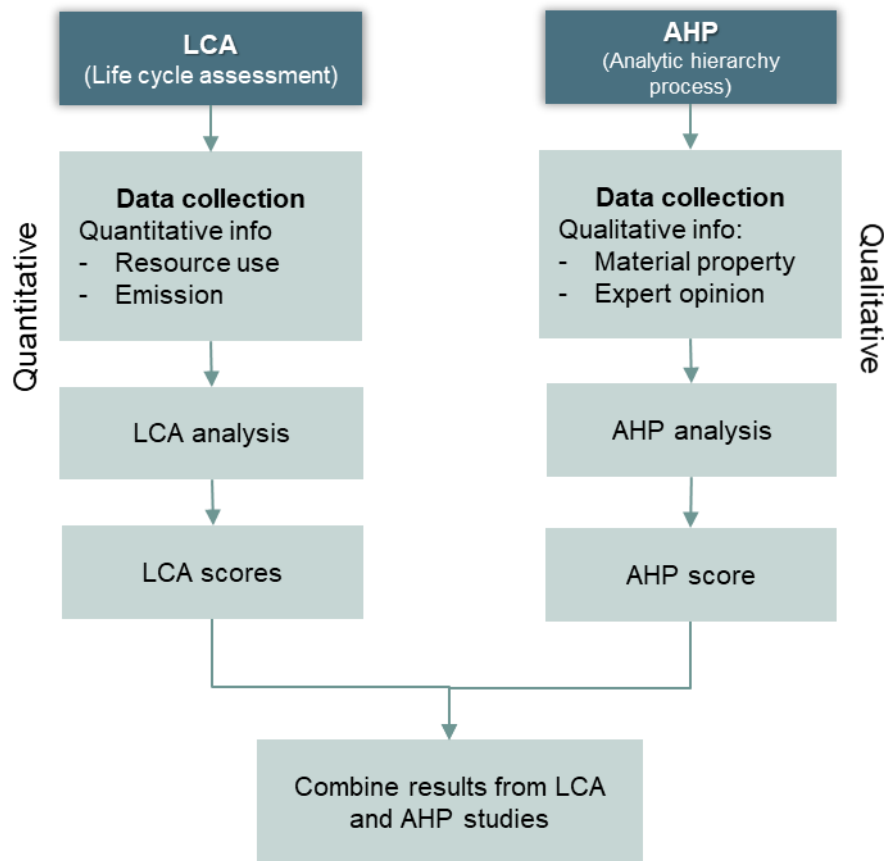 LCA
(Life cycle assessment)
AHP
(Analytic hierarchy
process)
Quantitative
Data collection
Quantitative info
- Resource use
- Emission
Data collection
Qualitative info:
- Material property
- Expert opinion
Qualitative
LCA analysis
AHP analysis
LCA scores
AHP score
Combine results from LCA
and AHP studies